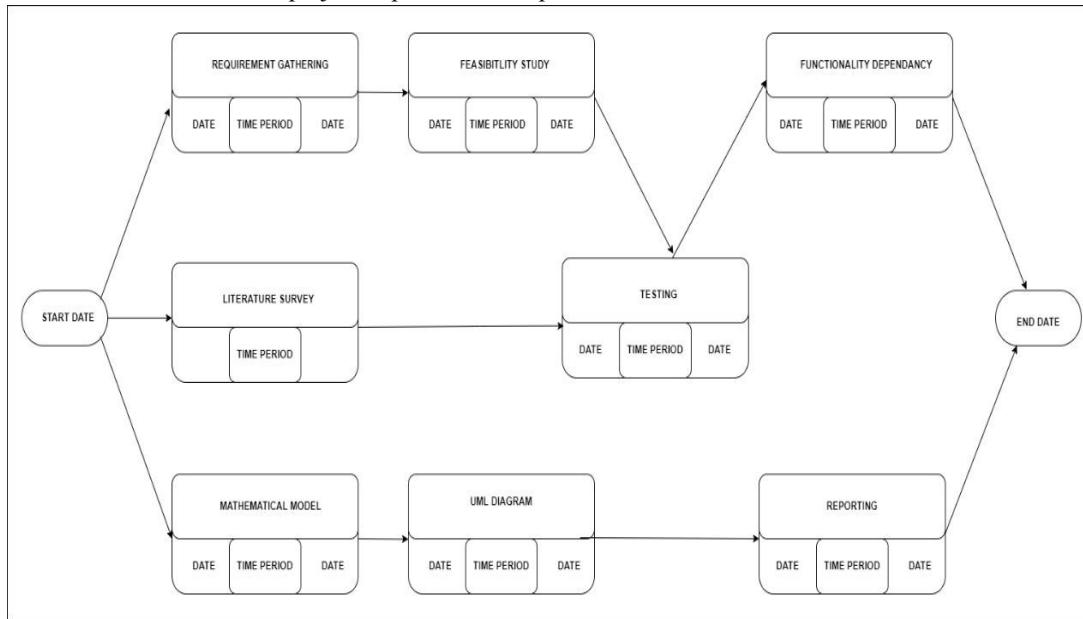 project
REQUIREMENT GATHERING
FEASIBITLITY STUDY
FUNCTIONALITY DEPENDANCY
DATE TIME PERIOD DATE
DATE TIME PERIOD DATE
DATE TIME PERIOD DATE
START DATE
LITERATURE SURVEY
TIME PERIOD
TESTING
DATE TIME PERIOD DATE
END DATE
MATHEMATICAL MODEL
UML DIAGRAM
REPORTING
DATE TIME PERIOD DATE
DATE TIME PERIOD DATE
DATE TIME PERIOD DATE